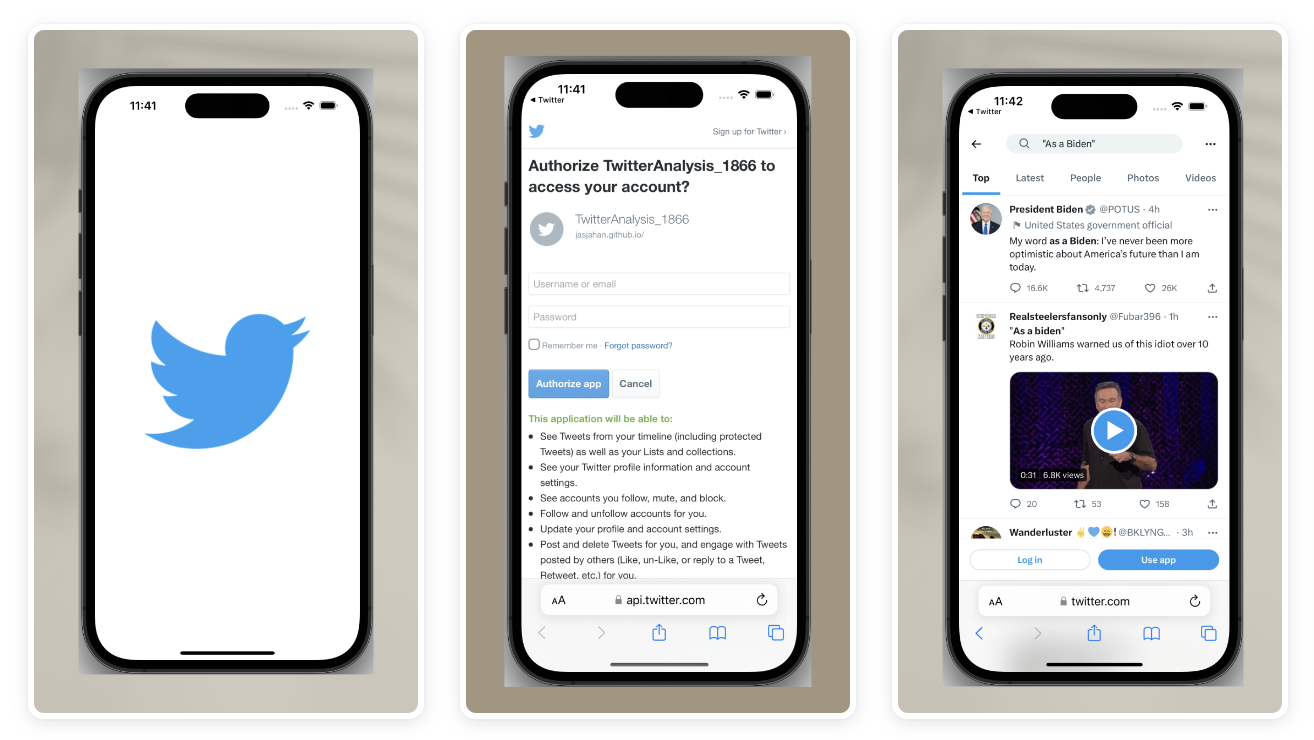 11:41
11:41
Twitter
Sign up for Twitter ›
Authorize TwitterAnalysis_1866 to
access your account?
TwitterAnalysis_1866
jasjahan.github.io/
Username or email
Password
Remember me · Forgot password?
Authorize app
Cancel
This application will be able to:
See Tweets from your timeline (including protected
Tweets) as well as your Lists and collections.
See your Twitter profile information and account
settings.
See accounts you follow, mute, and block.
Follow and unfollow accounts for you.
Update your profile and account settings.
Post and delete Tweets for you, and engage with Tweets
posted by others (Like, un-Like, or reply to a Tweet,
Retweet, etc.) for you.
AA
api.twitter.com
11:42
Twitter
"As a Biden"
Top Latest People Photos Videos
President Biden @POTUS · 4h
United States government official
My word as a Biden: I've never been more
optimistic about America's future than I am
today.
16.6K 4,737 26K
Realsteelersfansonly @Fubar396 · 1h
"As a biden"
Robin Williams warned us of this idiot over 10
years ago.
0:31 6.8K views
20 53 158
Wanderluster ✌️💙😄! @BKLYNG... · 3h
Log in
Use app
AA
twitter.com